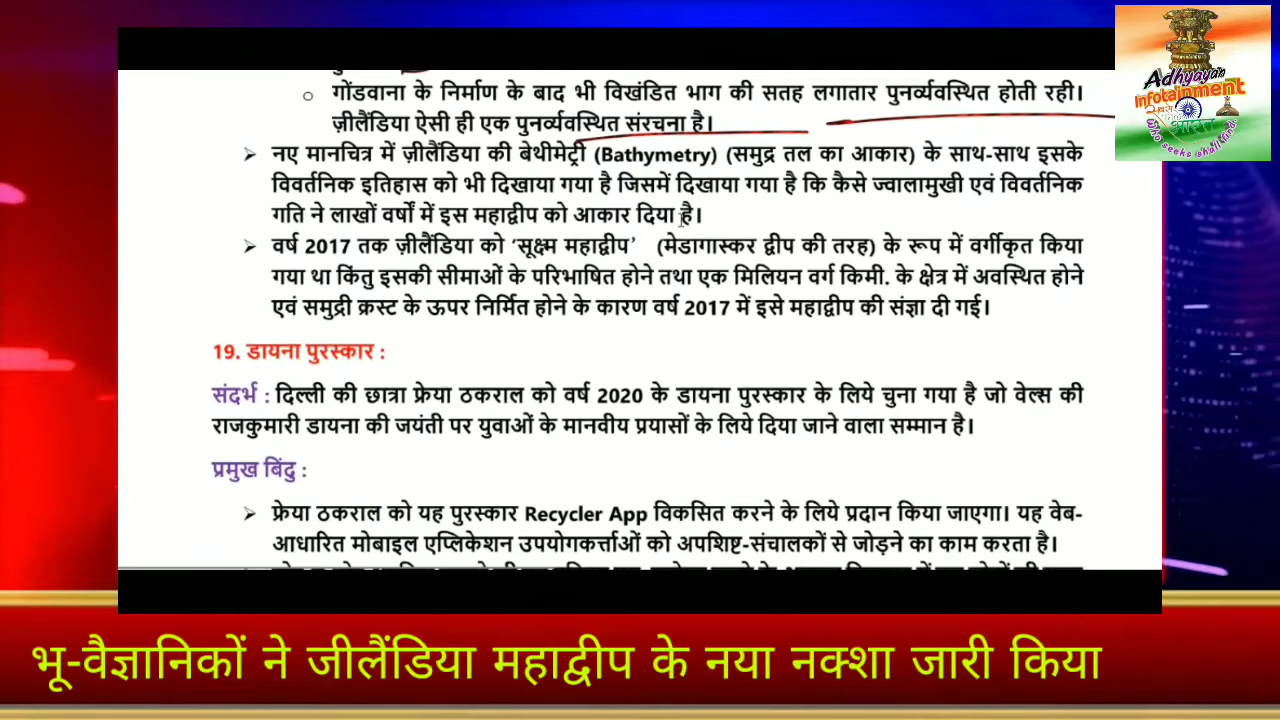 गोंडवाना के निर्माण के बाद भी विखंडित भाग की सतह लगातार पुनर्व्यवस्थित होती रही।
ज़ीलैंडिया ऐसी ही एक पुनर्व्यवस्थित संरचना है।
नए मानचित्र में ज़ीलैंडिया की बेथीमेट्री (Bathymetry) (समुद्र तल का आकार) के साथ-साथ इसके
विवर्तनिक इतिहास को भी दिखाया गया है जिसमें दिखाया गया है कि कैसे ज्वालामुखी एवं विवर्तनिक
गति ने लाखों वर्षों में इस महाद्वीप को आकार दिया है।
वर्ष 2017 तक ज़ीलैंडिया को ‘सूक्ष्म महाद्वीप’ (मेडागास्कर द्वीप की तरह) के रूप में वर्गीकृत किया
गया था किंतु इसकी सीमाओं के परिभाषित होने तथा एक मिलियन वर्ग किमी. के क्षेत्र में अवस्थित होने
एवं समुद्री क्रस्ट के ऊपर निर्मित होने के कारण वर्ष 2017 में इसे महाद्वीप की संज्ञा दी गई।
19. डायना पुरस्कार :
संदर्भ : दिल्ली की छात्रा फ्रेया ठकराल को वर्ष 2020 के डायना पुरस्कार के लिये चुना गया है जो वेल्स की
राजकुमारी डायना की जयंती पर युवाओं के मानवीय प्रयासों के लिये दिया जाने वाला सम्मान है।
प्रमुख बिंदु :
फ्रेया ठकराल को यह पुरस्कार Recycler App विकसित करने के लिये प्रदान किया जाएगा। यह वेब-
आधारित मोबाइल एप्लिकेशन उपयोगकर्त्ताओं को अपशिष्ट-संचालकों से जोड़ने का काम करता है।
Adhyayan
Infotainment
भारत
Who seeks shall find
भू-वैज्ञानिकों ने जीलैंडिया महाद्वीप के नया नक्शा जारी किया